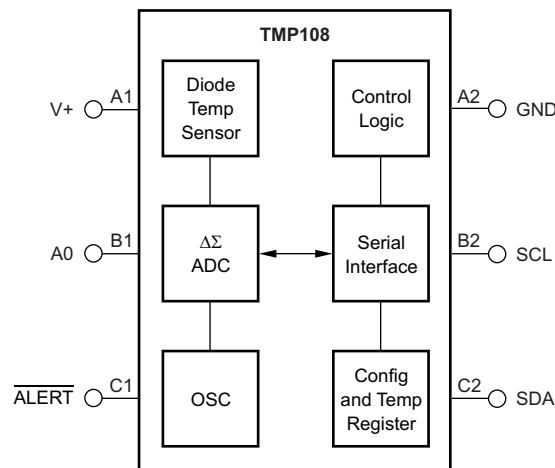 TMP108
Diode
Temp
Sensor
Control
Logic
V+
A1
A2
GND
ΔΣ
ADC
Serial
Interface
A0
B1
B2
SCL
OSC
Config
and Temp
Register
ALERT
C1
C2
SDA